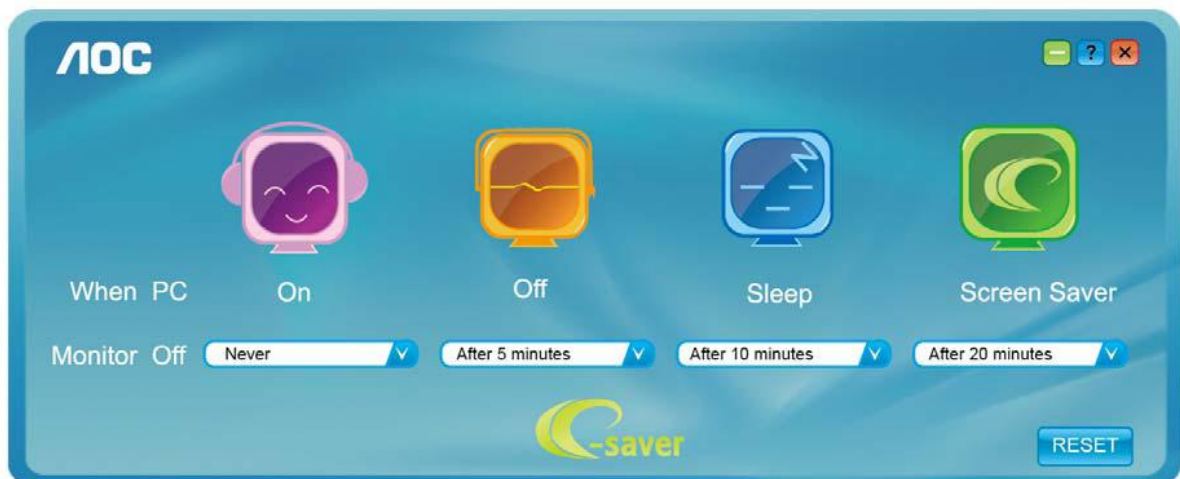 AOC
?
When PC On Off Sleep Screen Saver
Monitor Off Never After 5 minutes After 10 minutes After 20 minutes
e-saver
RESET